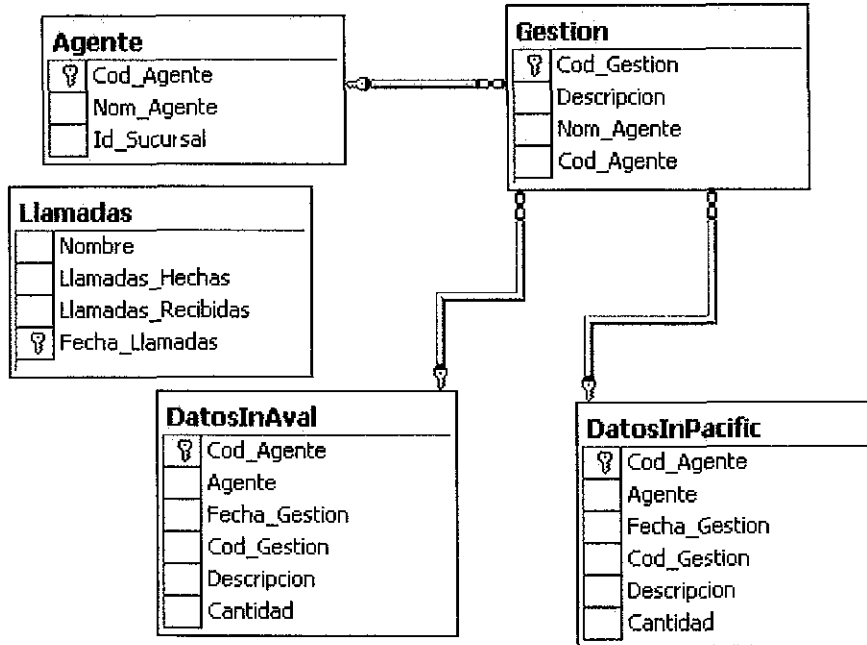 Agente
Cod_Agente
Nom_Agente
Id_Sucursal
Gestion
Cod_Gestion
Descripcion
Nom_Agente
Cod_Agente
Llamadas
Nombre
Llamadas_Hechas
Llamadas_Recibidas
Fecha_Llamadas
DatosInAval
Cod_Agente
Agente
Fecha_Gestion
Cod_Gestion
Descripcion
Cantidad
DatosInPacific
Cod_Agente
Agente
Fecha_Gestion
Cod_Gestion
Descripcion
Cantidad